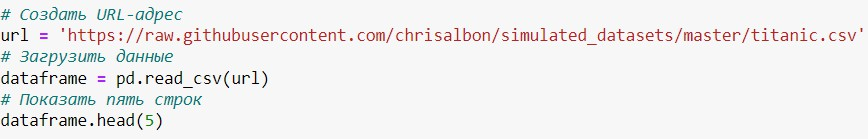 # Создать URL-адрес
url = 'https://raw.githubusercontent.com/chrisalbon/simulated_datasets/master/titanic.csv'
# Загрузить данные
dataframe = pd.read_csv(url)
# Показать пять строк
dataframe.head(5)